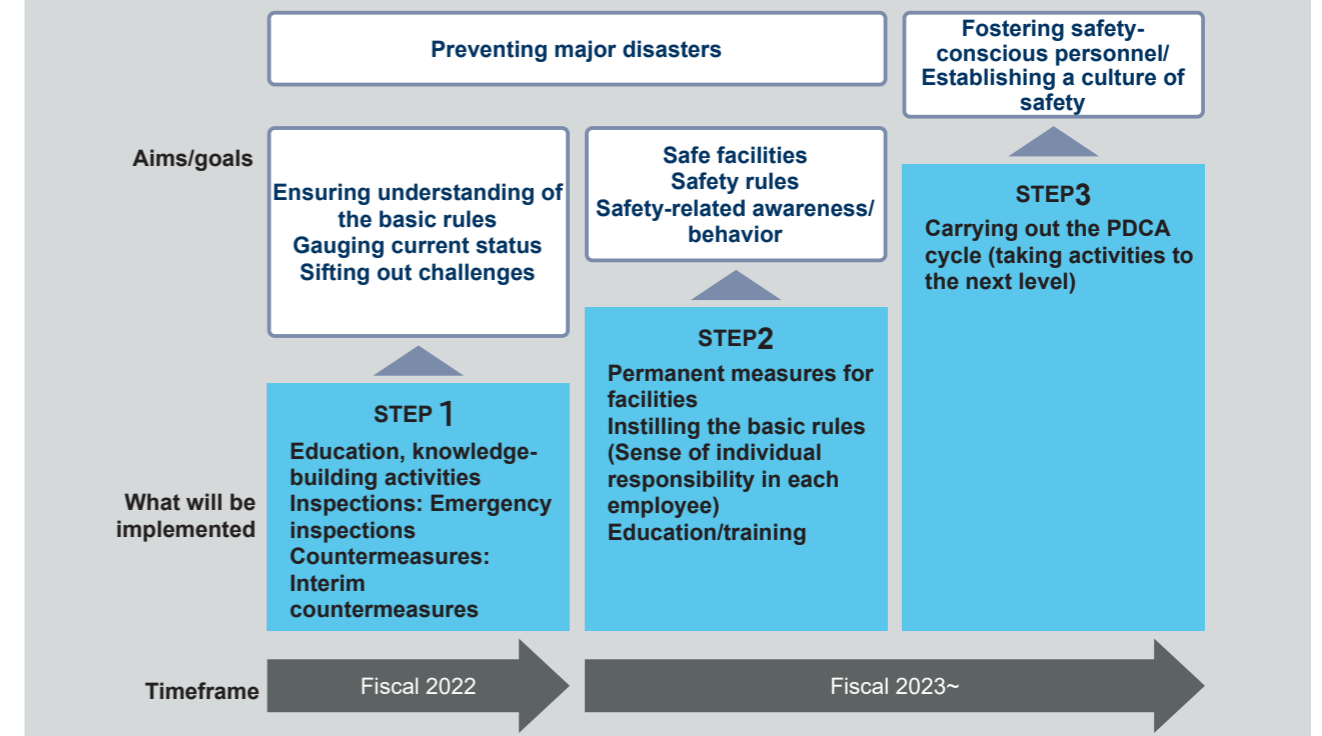 Preventing major disasters
Fostering safety-
conscious personnel/
Establishing a culture of
safety
Aims/goals
Ensuring understanding of
the basic rules
Gauging current status
Sifting out challenges
Safe facilities
Safety rules
Safety-related awareness/
behavior
STEP 1
Education, knowledge-
building activities
Inspections: Emergency
inspections
Countermeasures:
Interim
countermeasures
STEP2
Permanent measures for
facilities
Instilling the basic rules
(Sense of individual
responsibility in each
employee)
Education/training
STEP3
Carrying out the PDCA
cycle (taking activities to
the next level)
What will be
implemented
Timeframe
Fiscal 2022
Fiscal 2023~